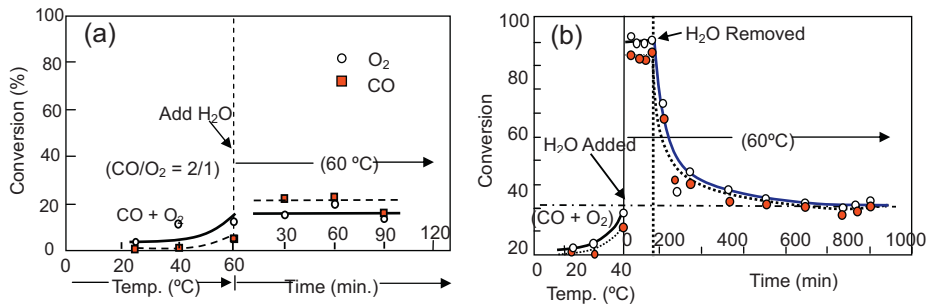 (a)
100
80
60
40
20
0
Conversion (%)
O2
CO
Add H2O
(CO/O2 = 2/1)
(60 ºC)
CO + O2
0 20 40 60 30 60 90 120
Temp. (ºC) Time (min.)
(b)
H2O Removed
100
80
60
40
20
Conversion
(60ºC)
H2O Added
(CO + O2)
0 20 40 0 200 400 600 800 1000
Temp. (ºC) Time (min.)